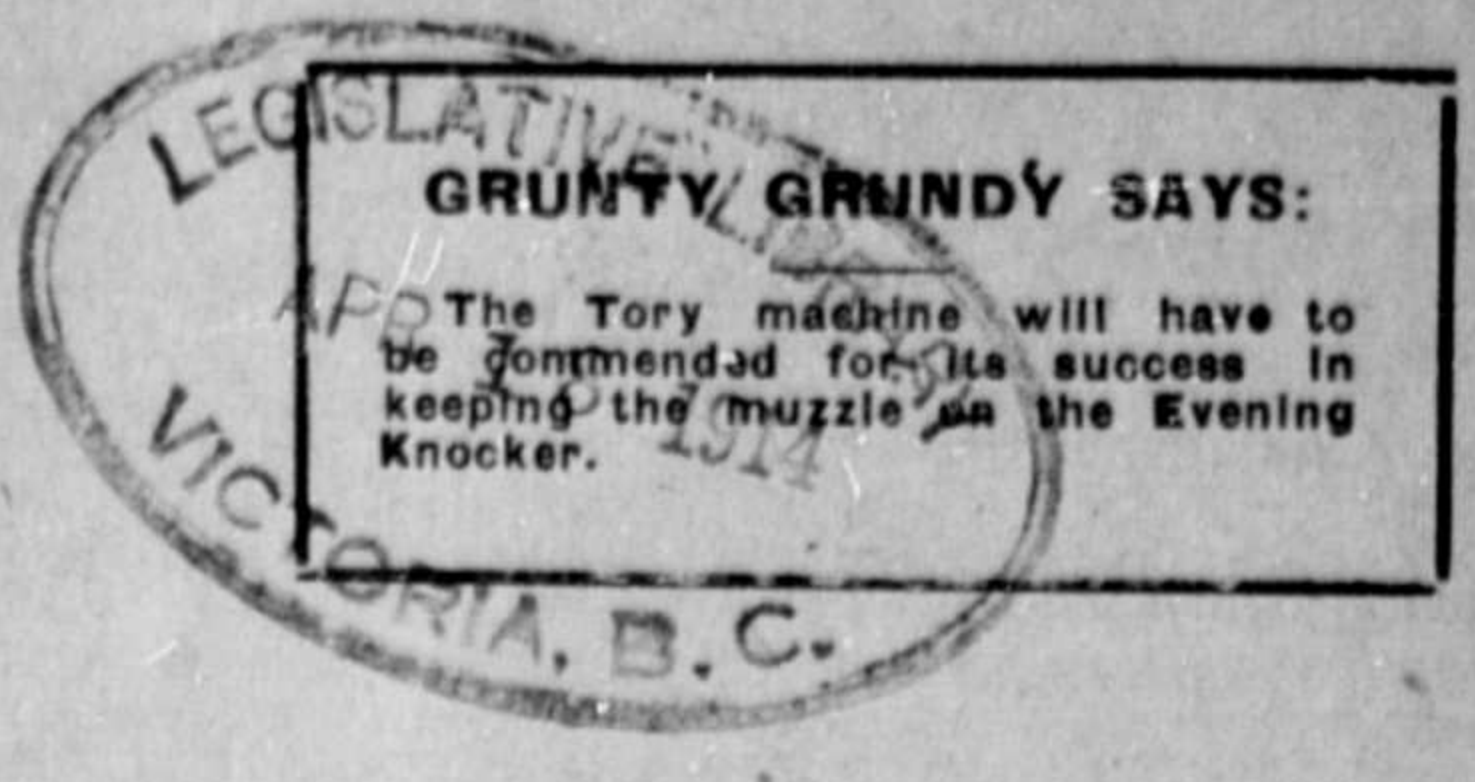 GRUNTY GRUNDY SAYS:
The Tory machine will have to
be commended for its success in
keeping the muzzle on the Evening
Knocker.
LEGISLATIVE LIBRARY
APR 1914
VICTORIA, B. C.